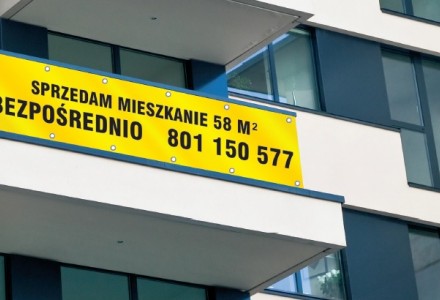 SPRZEDAM MIESZKANIE 58 M²
BEZPOŚREDNIO 801 150 577